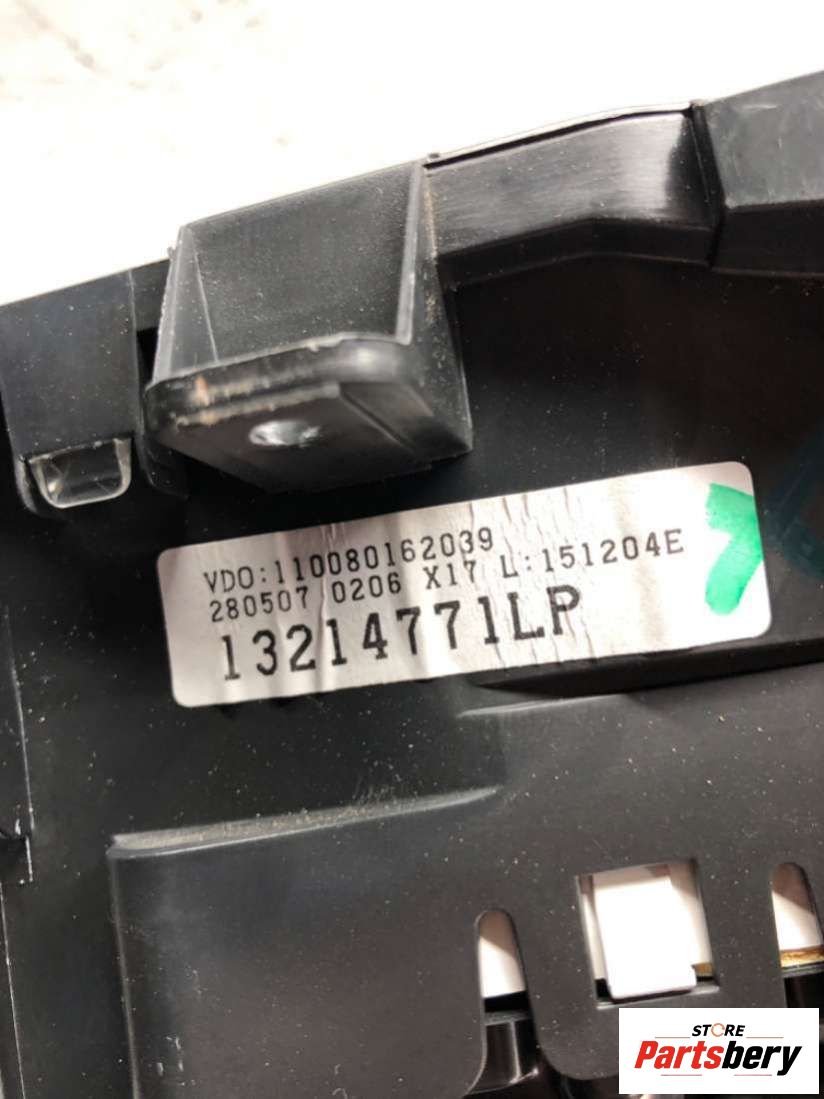 VDO:110080162039
280507 0206 X17 L:151204E
13214771LP
STORE
Partsbery